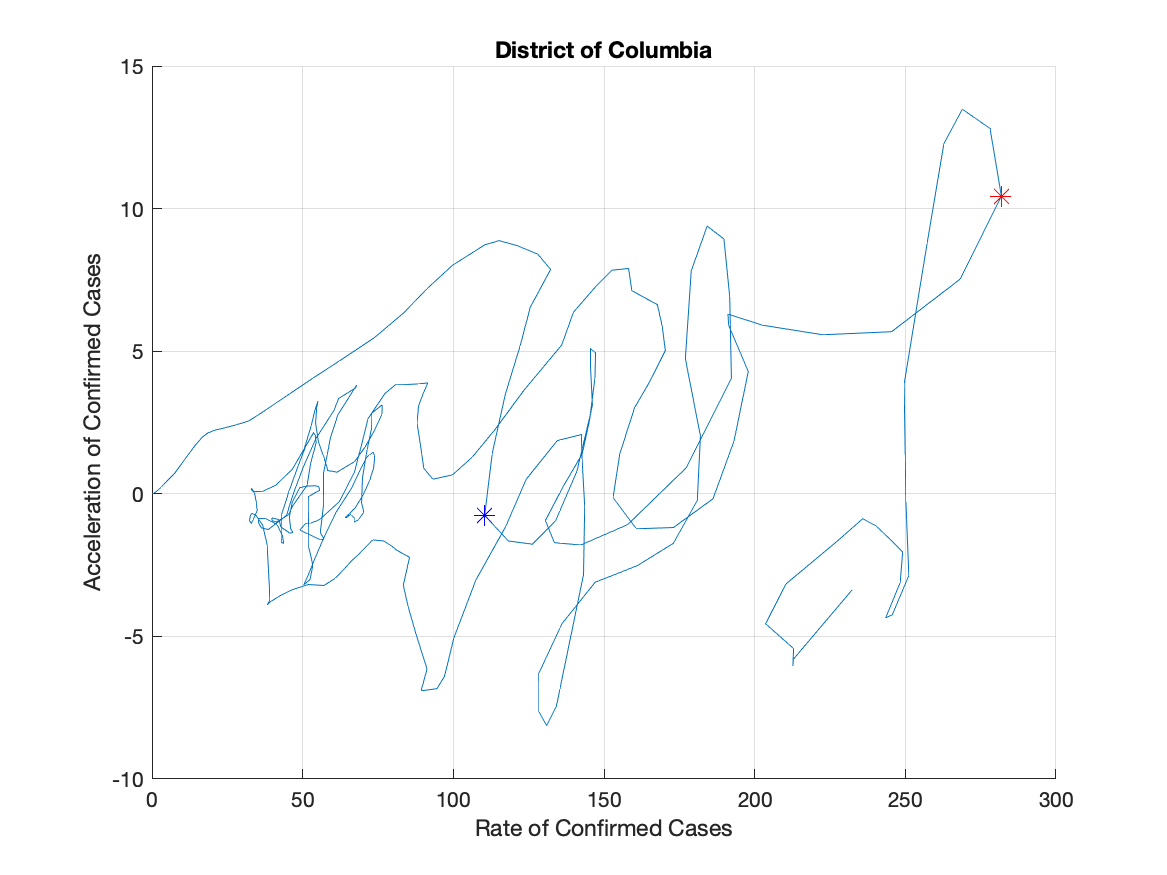 District of Columbia
15
10
5
0
-5
-10
Acceleration of Confirmed Cases
0 50 100 150 200 250 300
Rate of Confirmed Cases